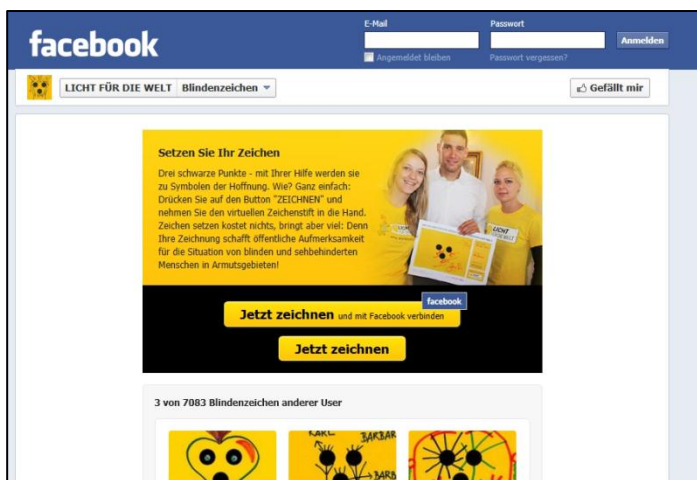 facebook
E-Mail
Passwort
Anmelden
Angemeldet bleiben
Passwort vergessen?
LICHT FÜR DIE WELT Blindenzeichen
Gefällt mir
Setzen Sie Ihr Zeichen
Drei schwarze Punkte - mit Ihrer Hilfe werden sie
zu Symbolen der Hoffnung. Wie? Ganz einfach:
Drücken Sie auf den Button "ZEICHNEN" und
nehmen Sie den virtuellen Zeichenstift in die Hand.
Zeichen setzen kostet nichts, bringt aber viel: Denn
Ihre Zeichnung schafft öffentliche Aufmerksamkeit
für die Situation von blinden und sehbehinderten
Menschen in Armutsgebieten!
facebook
Jetzt zeichnen und mit Facebook verbinden
Jetzt zeichnen
3 von 7083 Blindenzeichen anderer User
KARL BARBAR
BARB